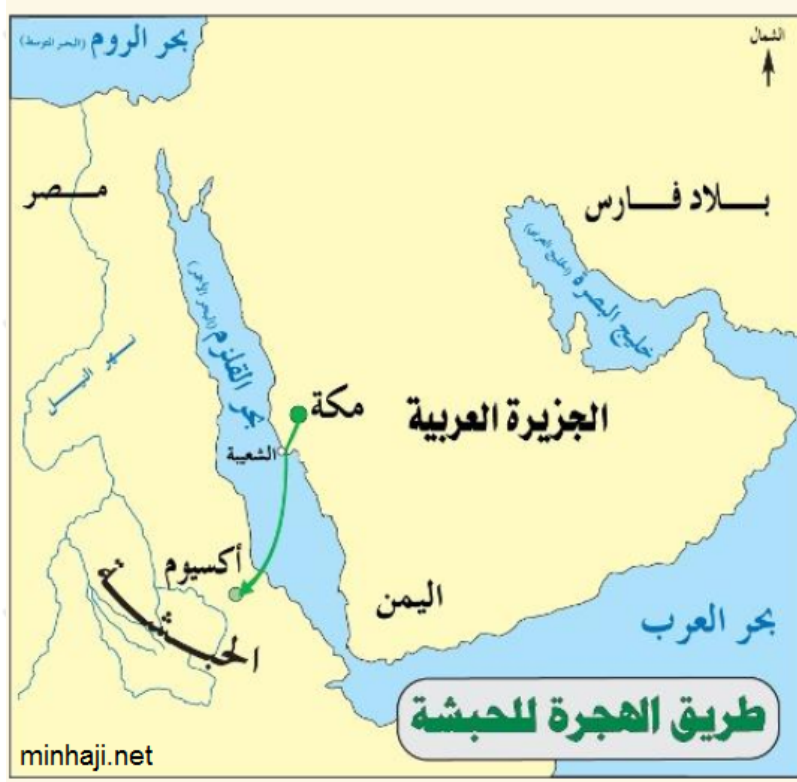 بحر الروم (البحر المتوسط)
الشمال
مصر
بلاد فارس
خليج البصرة (الخليج العربي)
بحر القلزم (البحر الأحمر)
نهر النيل
مكة
الجزيرة العربية
الشعيبة
أكسيوم
اليمن
الحبشة
بحر العرب
طريق الهجرة للحبشة
minhaji.net